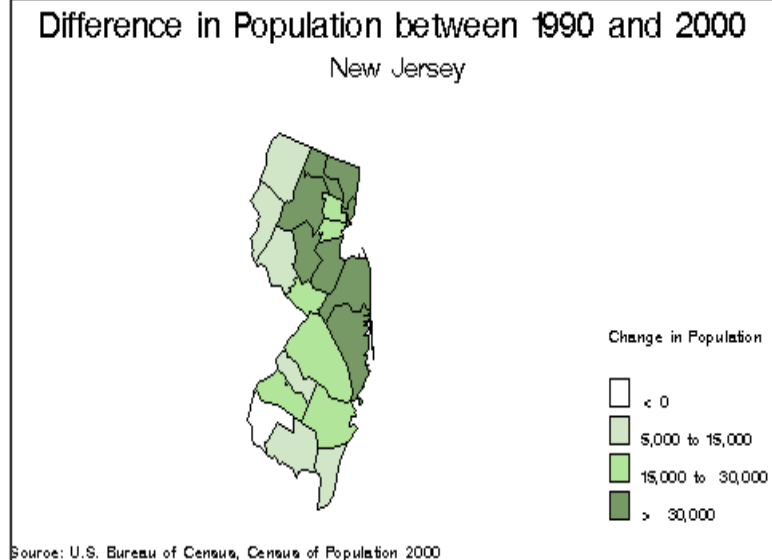 Difference in Population between 1990 and 2000
New Jersey
Change in Population
< 0
5,000 to 15,000
15,000 to 30,000
> 30,000
Source: U.S. Bureau of Census, Census of Population 2000